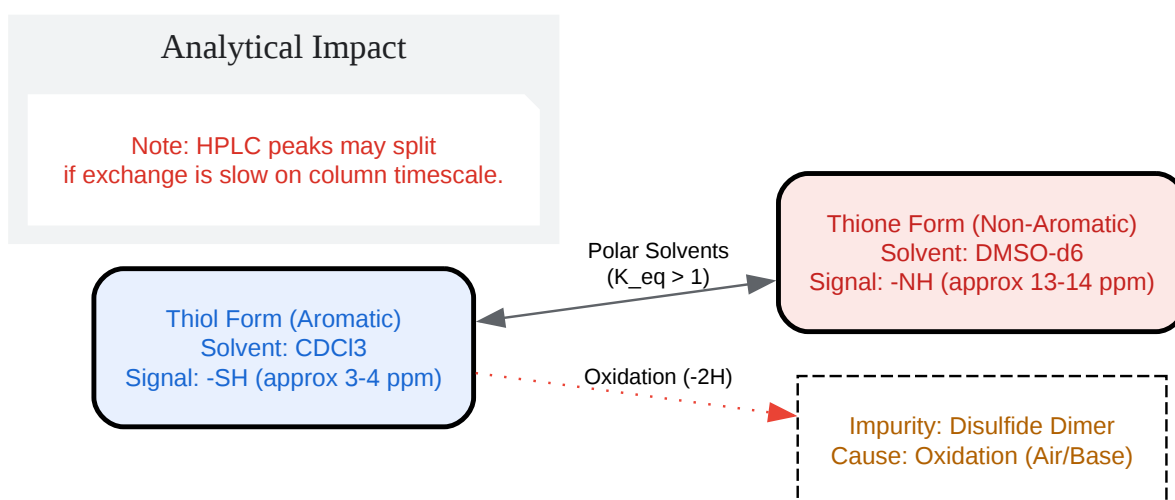 Analytical Impact
Note: HPLC peaks may split
if exchange is slow on column timescale.
Thiol Form (Aromatic)
Solvent: CDCl3
Signal: -SH (approx 3-4 ppm)
Polar Solvents
(K_eq > 1)
Thione Form (Non-Aromatic)
Solvent: DMSO-d6
Signal: -NH (approx 13-14 ppm)
Oxidation (-2H)
Impurity: Disulfide Dimer
Cause: Oxidation (Air/Base)